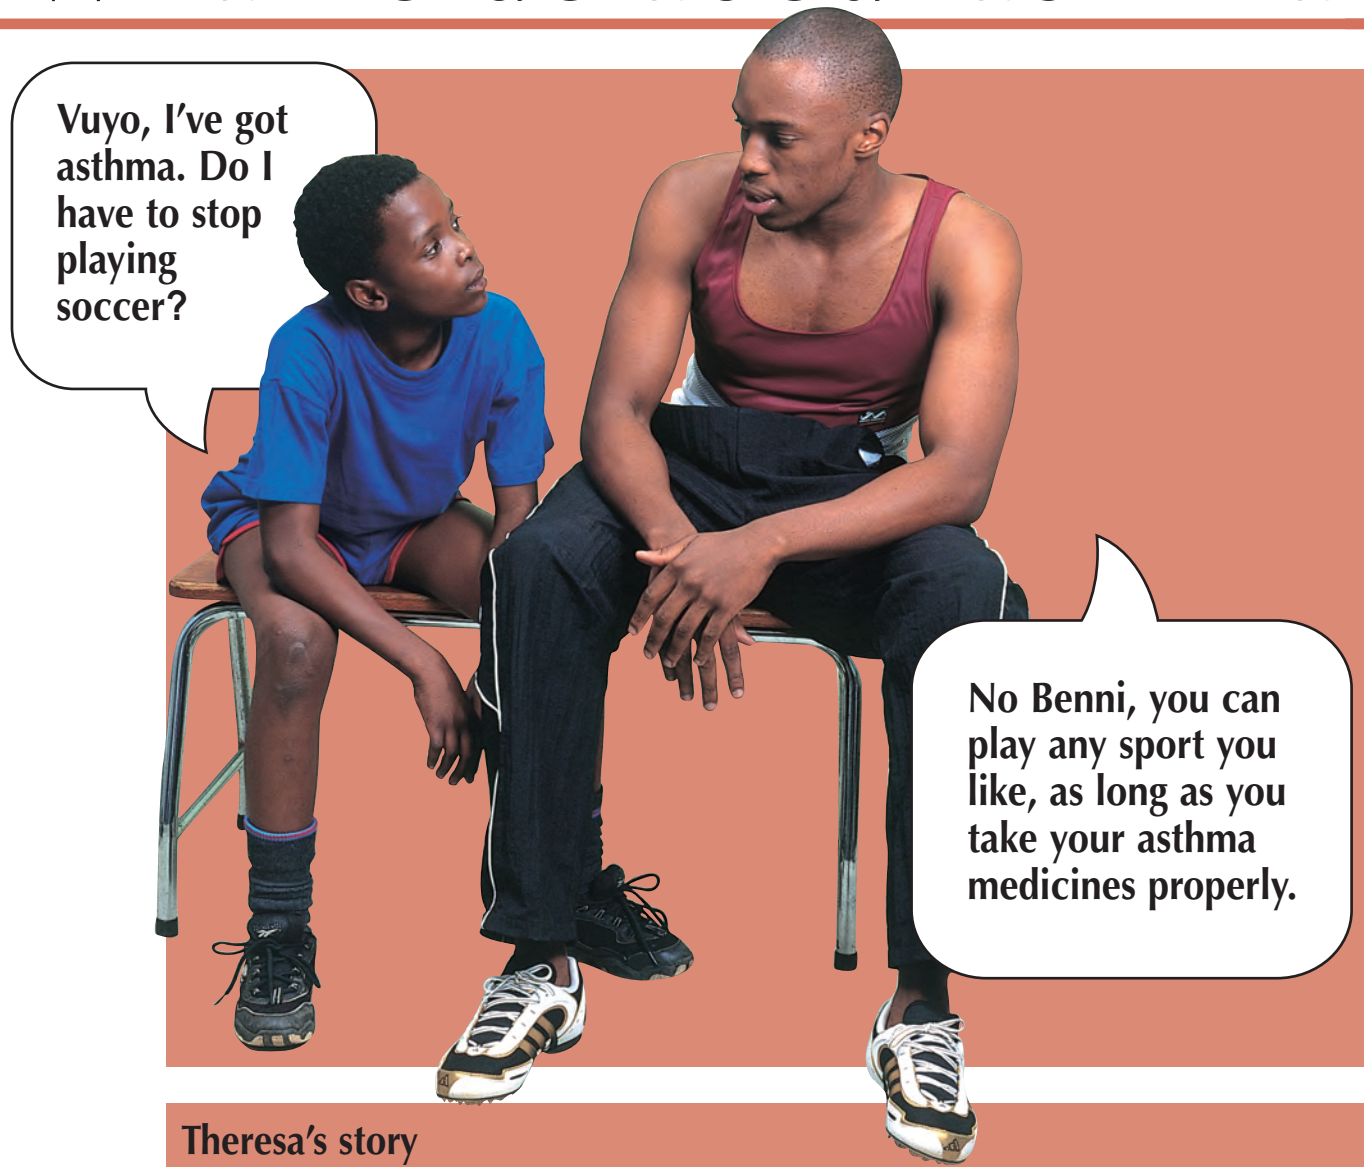 Vuyo, I've got
asthma. Do I
have to stop
playing
soccer?
No Benni, you can
play any sport you
like, as long as you
take your asthma
medicines properly.
Theresa's story